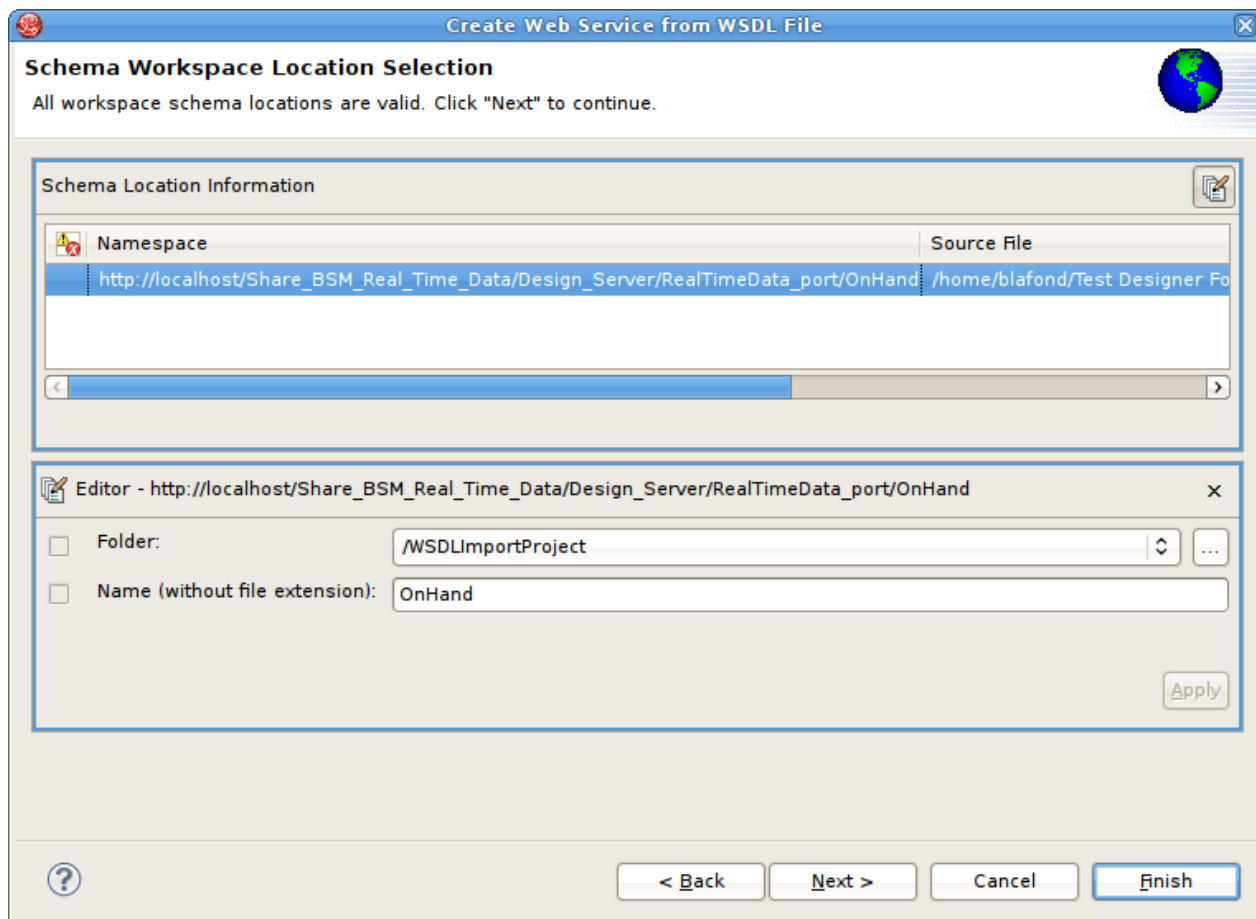 Create Web Service from WSDL File
Schema Workspace Location Selection
All workspace schema locations are valid. Click "Next" to continue.
Schema Location Information
Namespace Source File
http://localhost/Share_BSM_Real_Time_Data/Design_Server/RealTimeData_port/OnHand /home/blafond/Test Designer Fo
Editor - http://localhost/Share_BSM_Real_Time_Data/Design_Server/RealTimeData_port/OnHand
Folder: /WSDLImportProject ...
Name (without file extension): OnHand
Apply
? < Back Next > Cancel Finish